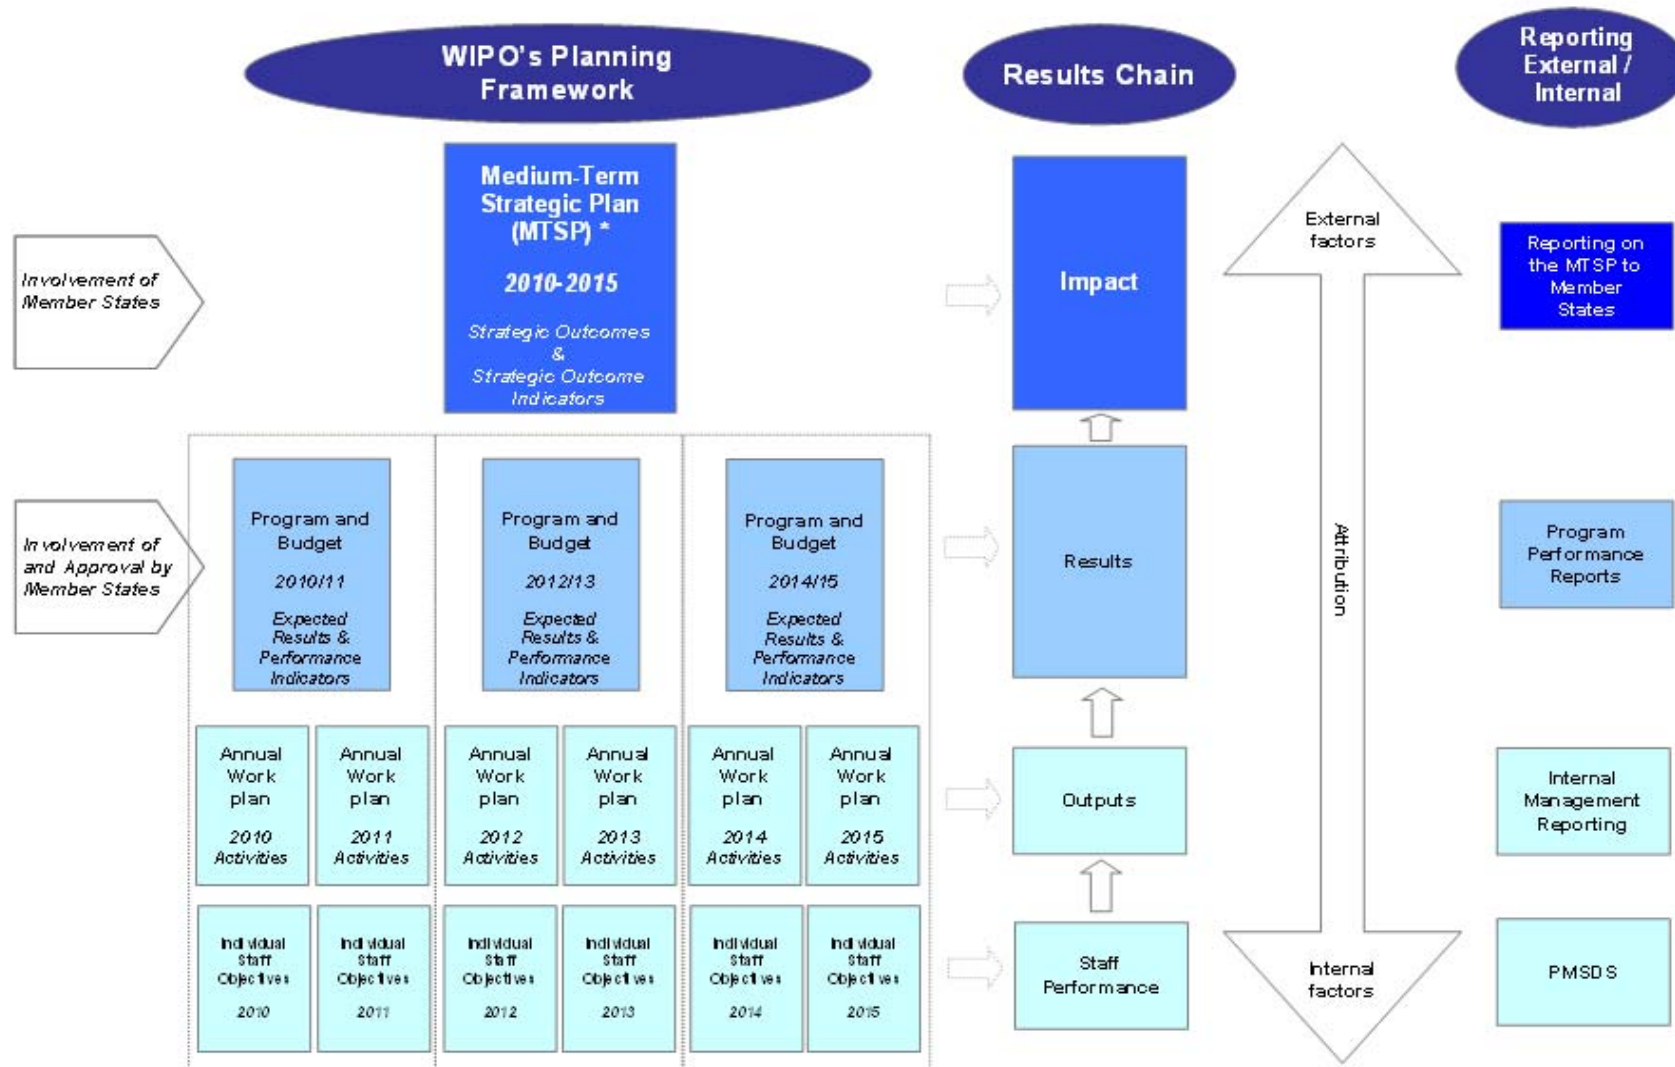 WIPO's Planning
Framework
Results Chain
Reporting
External /
Internal
Involvement of
Member States
Medium-Term
Strategic Plan
(MTSP) *
2010-2015
Strategic Outcomes
&
Strategic Outcome
Indicators
Impact
External
factors
Reporting on
the MTSP to
Member
States
Involvement of
and Approval by
Member States
Program and
Budget
2010/11
Expected
Results &
Performance
Indicators
Program and
Budget
2012/13
Expected
Results &
Performance
Indicators
Program and
Budget
2014/15
Expected
Results &
Performance
Indicators
Results
Attribution
Program
Performance
Reports
Annual
Work
plan
2010
Activities
Annual
Work
plan
2011
Activities
Annual
Work
plan
2012
Activities
Annual
Work
plan
2013
Activities
Annual
Work
plan
2014
Activities
Annual
Work
plan
2015
Activities
Outputs
Internal
Management
Reporting
Individual
Staff
Objectives
2010
Individual
Staff
Objectives
2011
Individual
Staff
Objectives
2012
Individual
Staff
Objectives
2013
Individual
Staff
Objectives
2014
Individual
Staff
Objectives
2015
Staff
Performance
Internal
factors
PMSDS